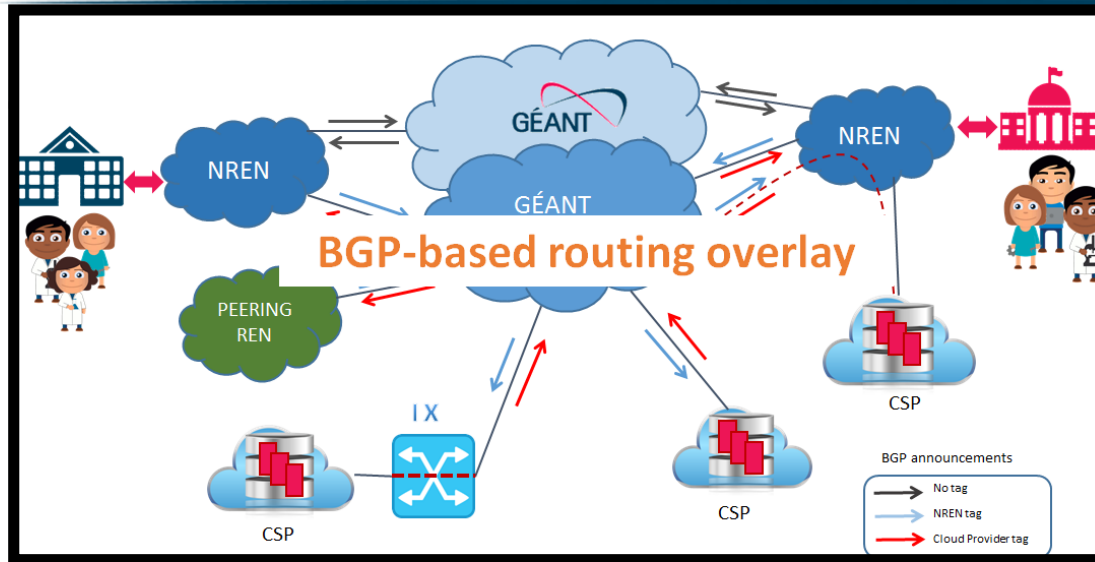 GÉANT
NREN
NREN
GÉANT
BGP-based routing overlay
PEERING
REN
CSP
IX
CSP
CSP
BGP announcements
No tag
NREN tag
Cloud Provider tag